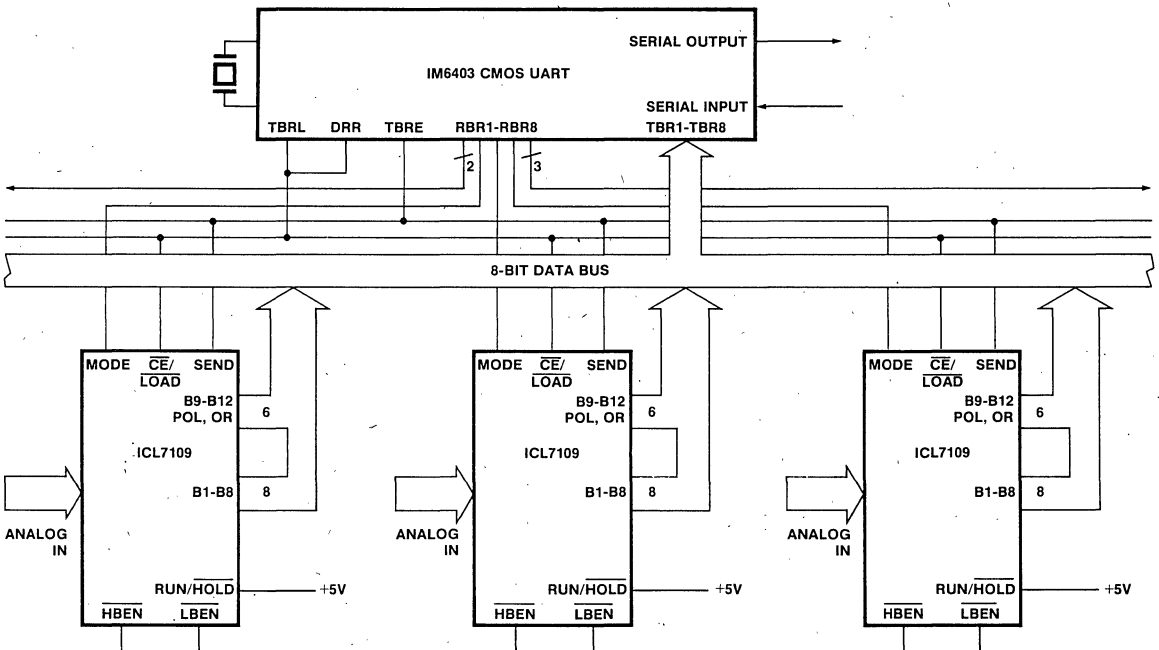 SERIAL OUTPUT
IM6403 CMOS UART
SERIAL INPUT
TBRL DRR TBRE RBR1-RBR8 TBR1-TBR8
2 3
8-BIT DATA BUS
MODE CE/ SEND
LOAD
B9-B12
POL, OR 6
ICL7109
B1-B8 8
ANALOG
IN
RUN/HOLD +5V
HBEN LBEN
MODE CE/ SEND
LOAD
B9-B12
POL, OR 6
ICL7109
B1-B8 8
ANALOG
IN
RUN/HOLD +5V
HBEN LBEN
MODE CE/ SEND
LOAD
B9-B12
POL, OR 6
ICL7109
B1-B8 8
ANALOG
IN
RUN/HOLD +5V
HBEN LBEN